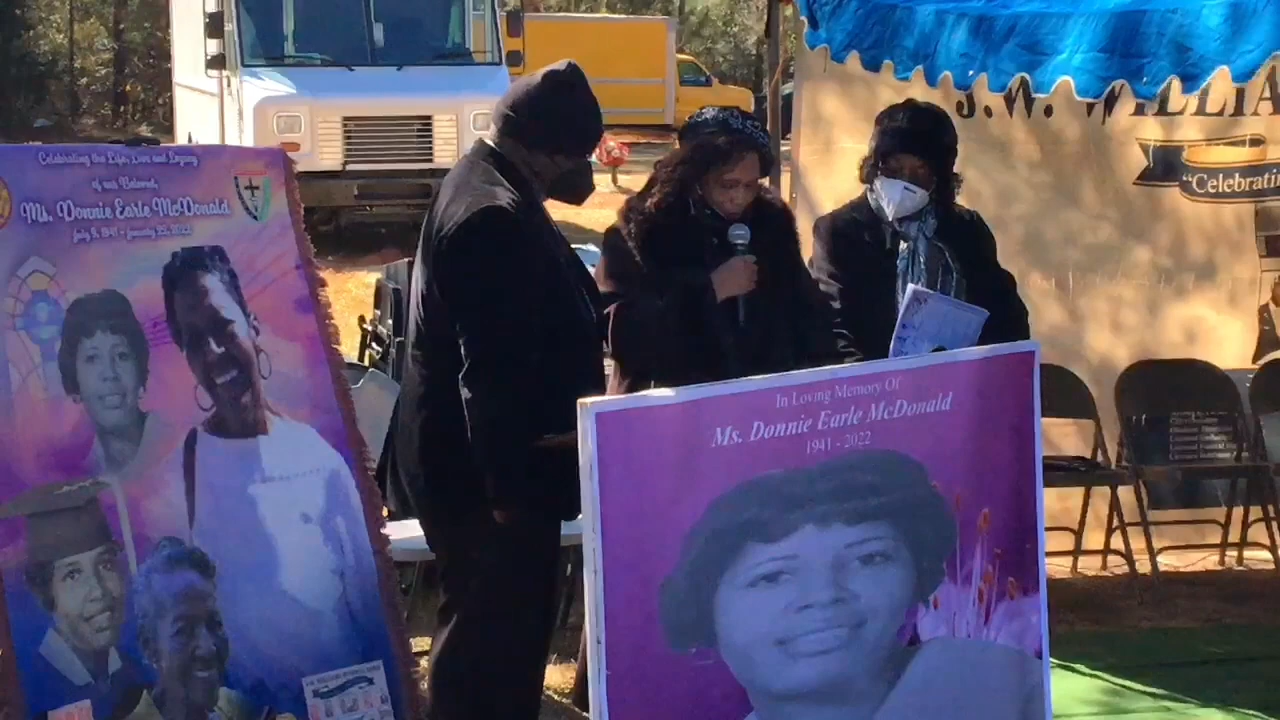 Celebrating the Life, Love and Legacy
of our Beloved,
Ms. Donnie Earle McDonald
In Loving Memory Of
Ms. Donnie Earle McDonald
1941 - 2022
J.W. WILLIA
"Celebratin